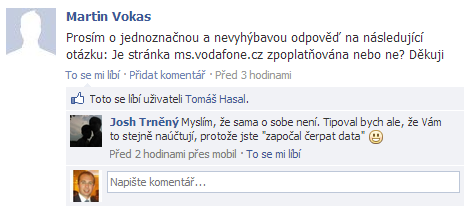 Martin Vokas
Prosím o jednoznačnou a nevyhýbavou odpověď na následující
otázku: Je stránka ms.vodafone.cz zpoplatňována nebo ne? Děkuji
To se mi líbí · Přidat komentář · Před 3 hodinami
Toto se líbí uživateli Tomáš Hasal.
Josh Trněný Myslím, že sama o sobe není. Tipoval bych ale, že Vám
to stejně naúčtují, protože jste "započal čerpat data"
Před 2 hodinami přes mobil · To se mi líbí
Napište komentář...